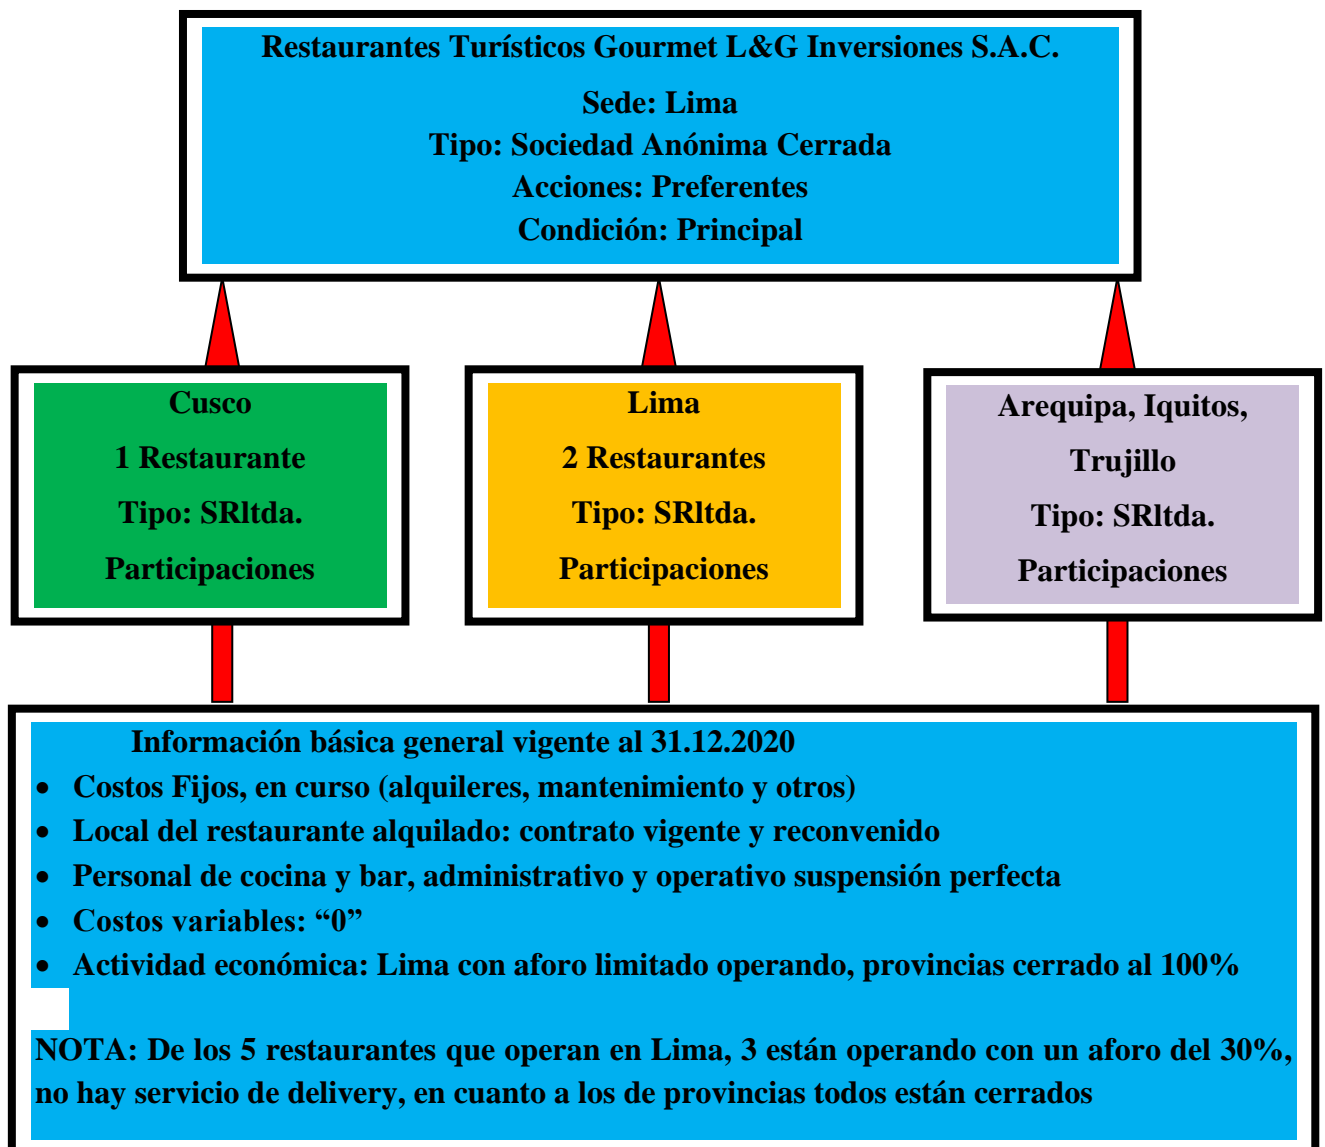 Restaurantes Turísticos Gourmet L&G Inversiones S.A.C.
Sede: Lima
Tipo: Sociedad Anónima Cerrada
Acciones: Preferentes
Condición: Principal
Cusco
1 Restaurante
Tipo: SRltda.
Participaciones
Lima
2 Restaurantes
Tipo: SRltda.
Participaciones
Arequipa, Iquitos,
Trujillo
Tipo: SRltda.
Participaciones
Información básica general vigente al 31.12.2020
• Costos Fijos, en curso (alquileres, mantenimiento y otros)
• Local del restaurante alquilado: contrato vigente y reconvenido
• Personal de cocina y bar, administrativo y operativo suspensión perfecta
• Costos variables: “0”
• Actividad económica: Lima con aforo limitado operando, provincias cerrado al 100%
NOTA: De los 5 restaurantes que operan en Lima, 3 están operando con un aforo del 30%,
no hay servicio de delivery, en cuanto a los de provincias todos están cerrados